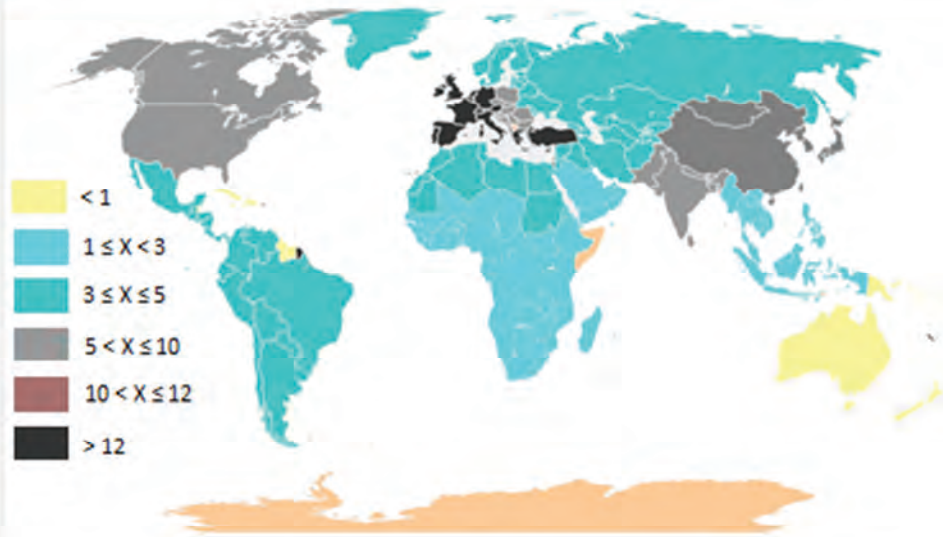 < 1
1 ≤ X < 3
3 ≤ X ≤ 5
5 < X ≤ 10
10 < X ≤ 12
> 12